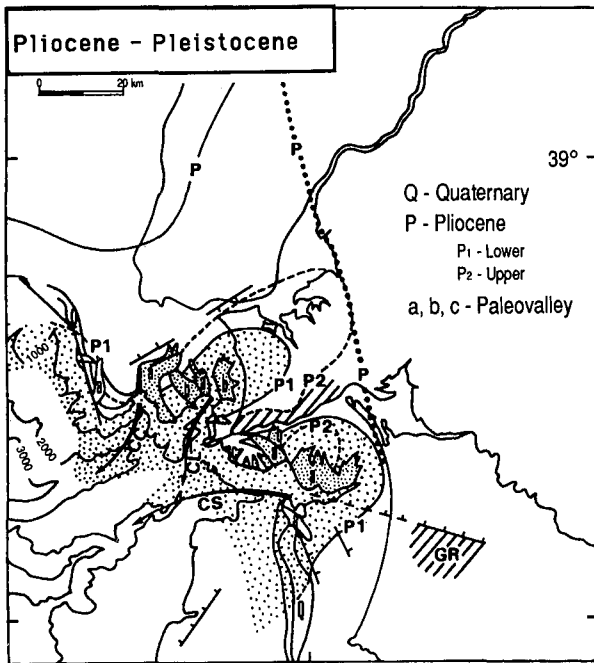 Pliocene - Pleistocene
0 20 km
P
P
39°
Q - Quaternary
P - Pliocene
P1 - Lower
P2 - Upper
a, b, c - Paleovalley
P1
1000
P1
P2
P
2000
P2
3000
CS
P1
GR